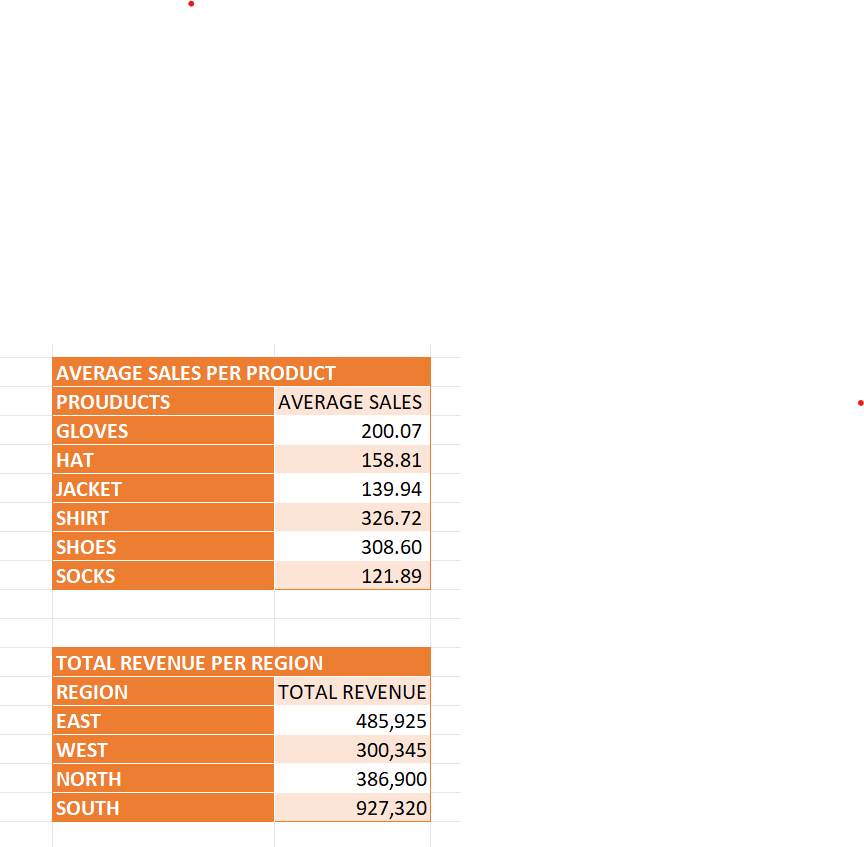 AVERAGE SALES PER PRODUCT
PROUDUCTS AVERAGE SALES
GLOVES 200.07
HAT 158.81
JACKET 139.94
SHIRT 326.72
SHOES 308.60
SOCKS 121.89
TOTAL REVENUE PER REGION
REGION TOTAL REVENUE
EAST 485,925
WEST 300,345
NORTH 386,900
SOUTH 927,320